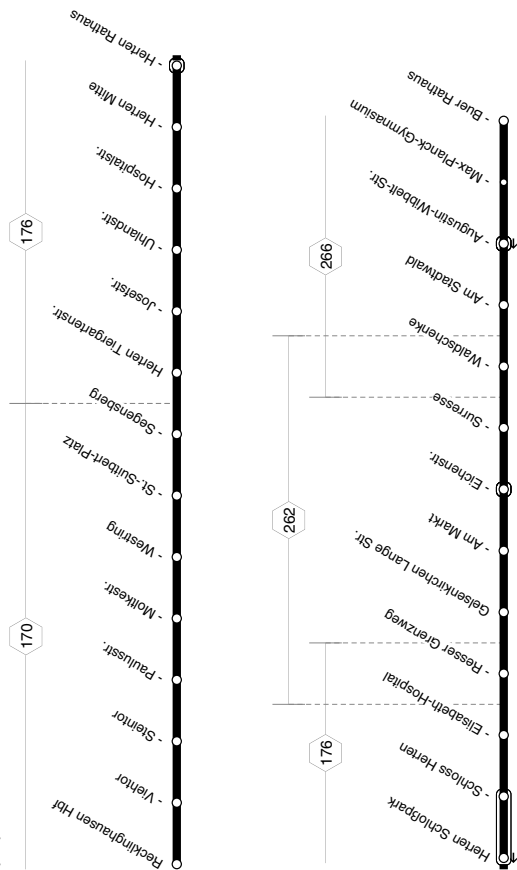 Recklinghausen Hbf
- Viehtor
- Steintor
- Paulusstr.
- Moltkestr.
- Westring
- St.-Suitbert-Platz
- Segensberg
Herten Tiergartenstr.
- Josefstr.
- Uhlandstr.
- Hospitalstr.
- Herten Mitte
- Herten Rathaus
170
176
Herten Schloßpark
- Schloss Herten
- Elisabeth-Hospital
- Resser Grenzweg
Gelsenkirchen Lange Str.
- Am Markt
- Eichenstr.
- Surresse
- Waldschenke
- Am Stadtwald
- Augustin-Wibbelt-Str.
- Max-Planck-Gymnasium
- Buer Rathaus
176
262
266